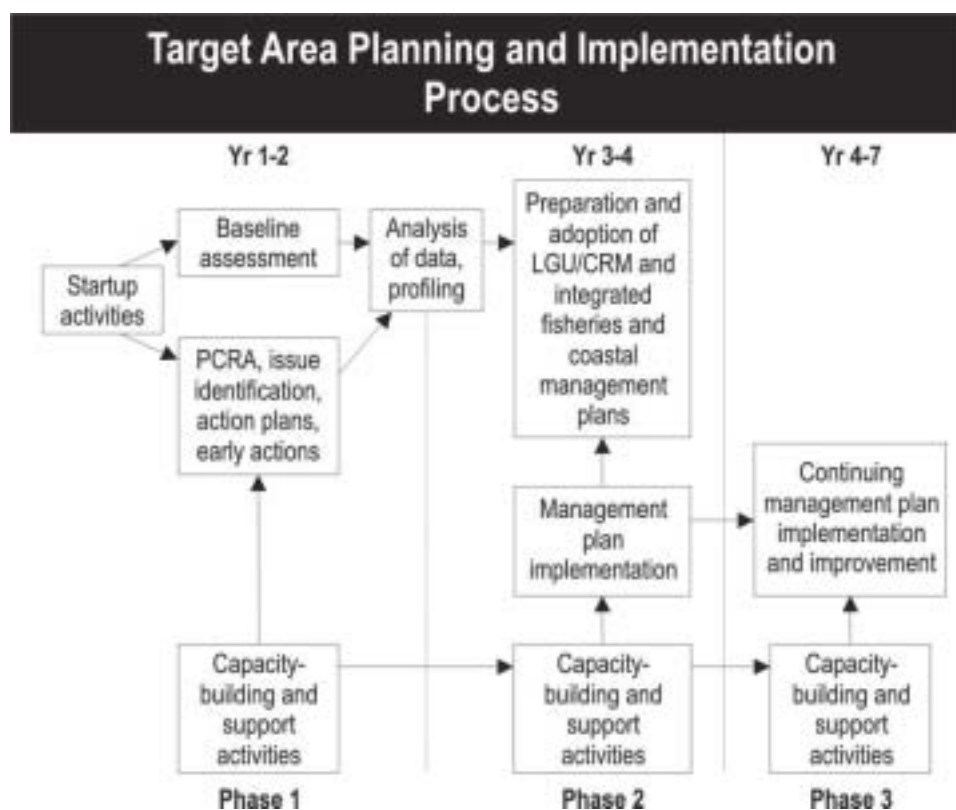 Target Area Planning and Implementation
Process
Yr 1-2
Yr 3-4
Yr 4-7
Startup
activities
Baseline
assessment
PCRA, issue
identification,
action plans,
early actions
Analysis
of data,
profiling
Preparation and
adoption of
LGU/CRM and
integrated
fisheries and
coastal
management
plans
Management
plan
implementation
Continuing
management plan
implementation
and improvement
Capacity-
building and
support
activities
Capacity-
building and
support
activities
Capacity-
building and
support
activities
Phase 1
Phase 2
Phase 3